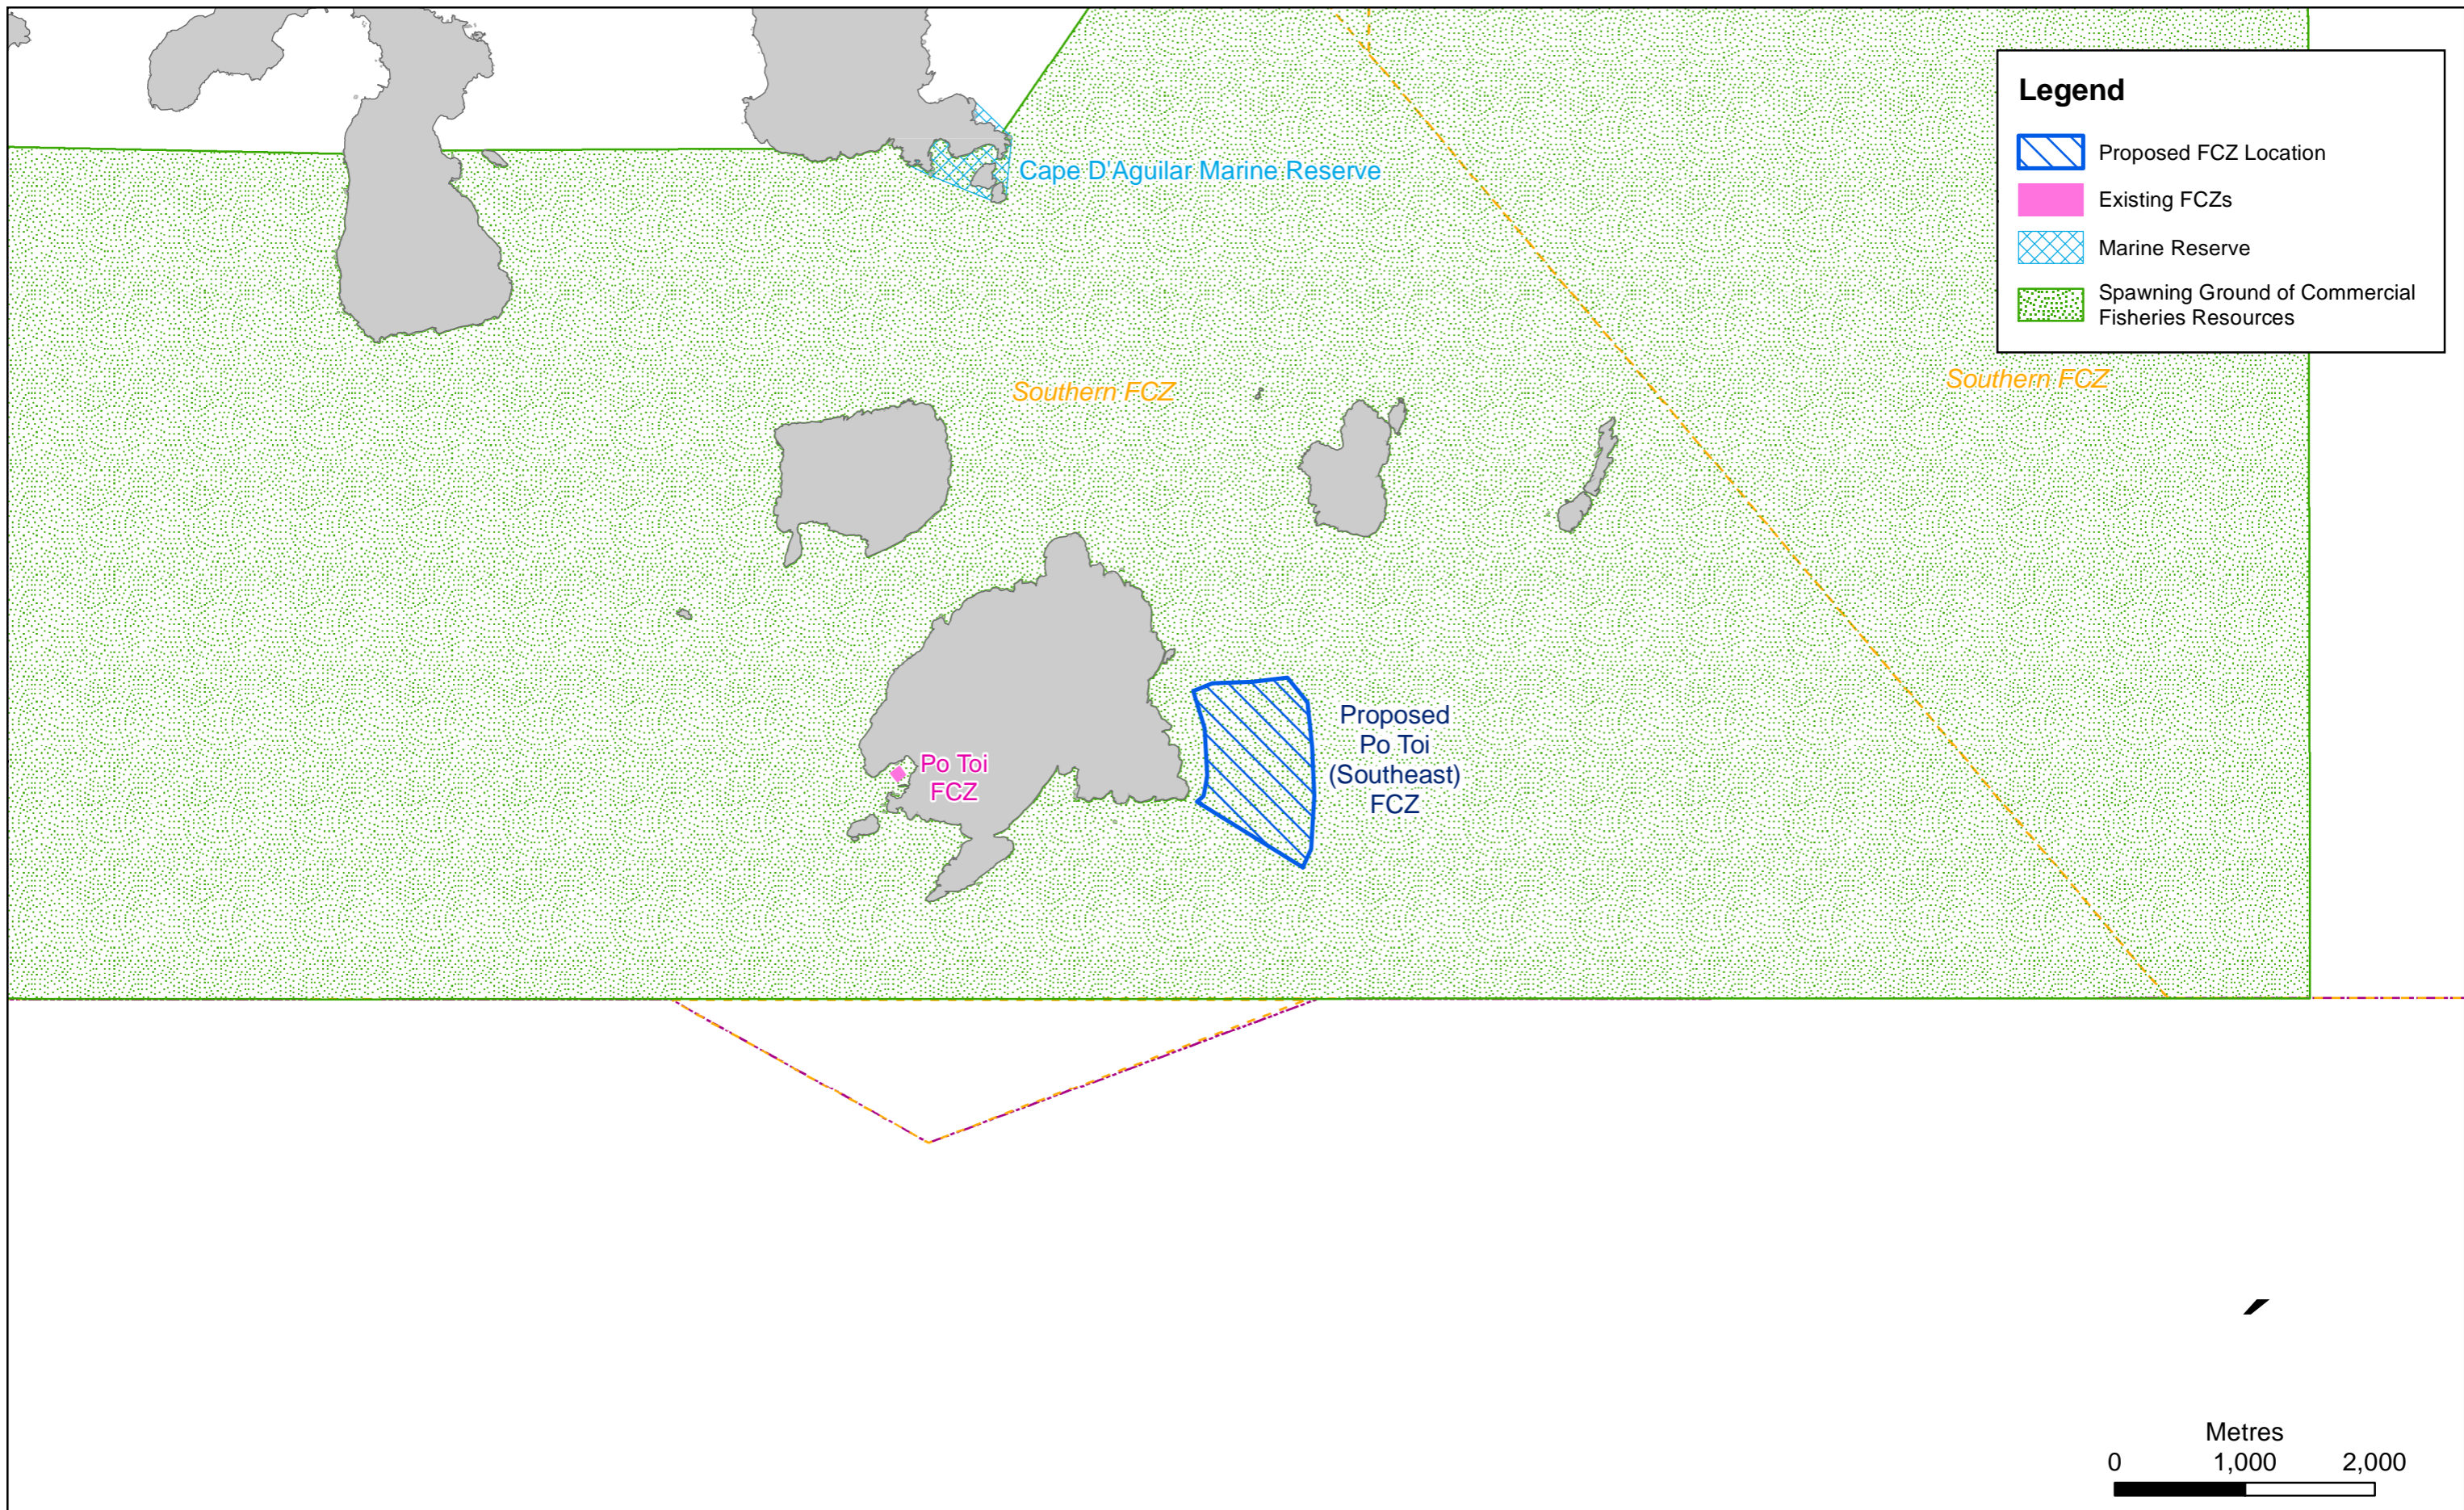 Legend
Proposed FCZ Location
Existing FCZs
Marine Reserve
Spawning Ground of Commercial
Fisheries Resources
Cape D'Aguilar Marine Reserve
Southern FCZ
Southern FCZ
Proposed
Po Toi
(Southeast)
FCZ
Po Toi
FCZ
Metres
0 1,000 2,000